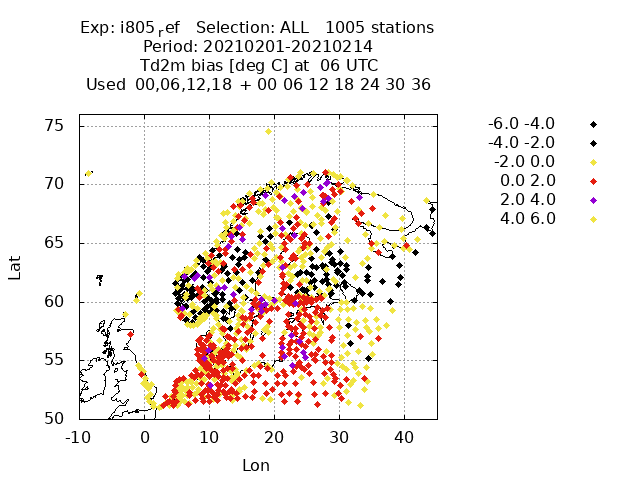 Exp: i805ref   Selection: ALL   1005 stations
Period: 20210201-20210214
Td2m bias [deg C] at  06 UTC
Used  00,06,12,18 + 00 06 12 18 24 30 36
-6.0 -4.0
-4.0 -2.0
-2.0 0.0
0.0 2.0
2.0 4.0
4.0 6.0
75
70
65
60
55
50
Lat
-10 0 10 20 30 40
Lon